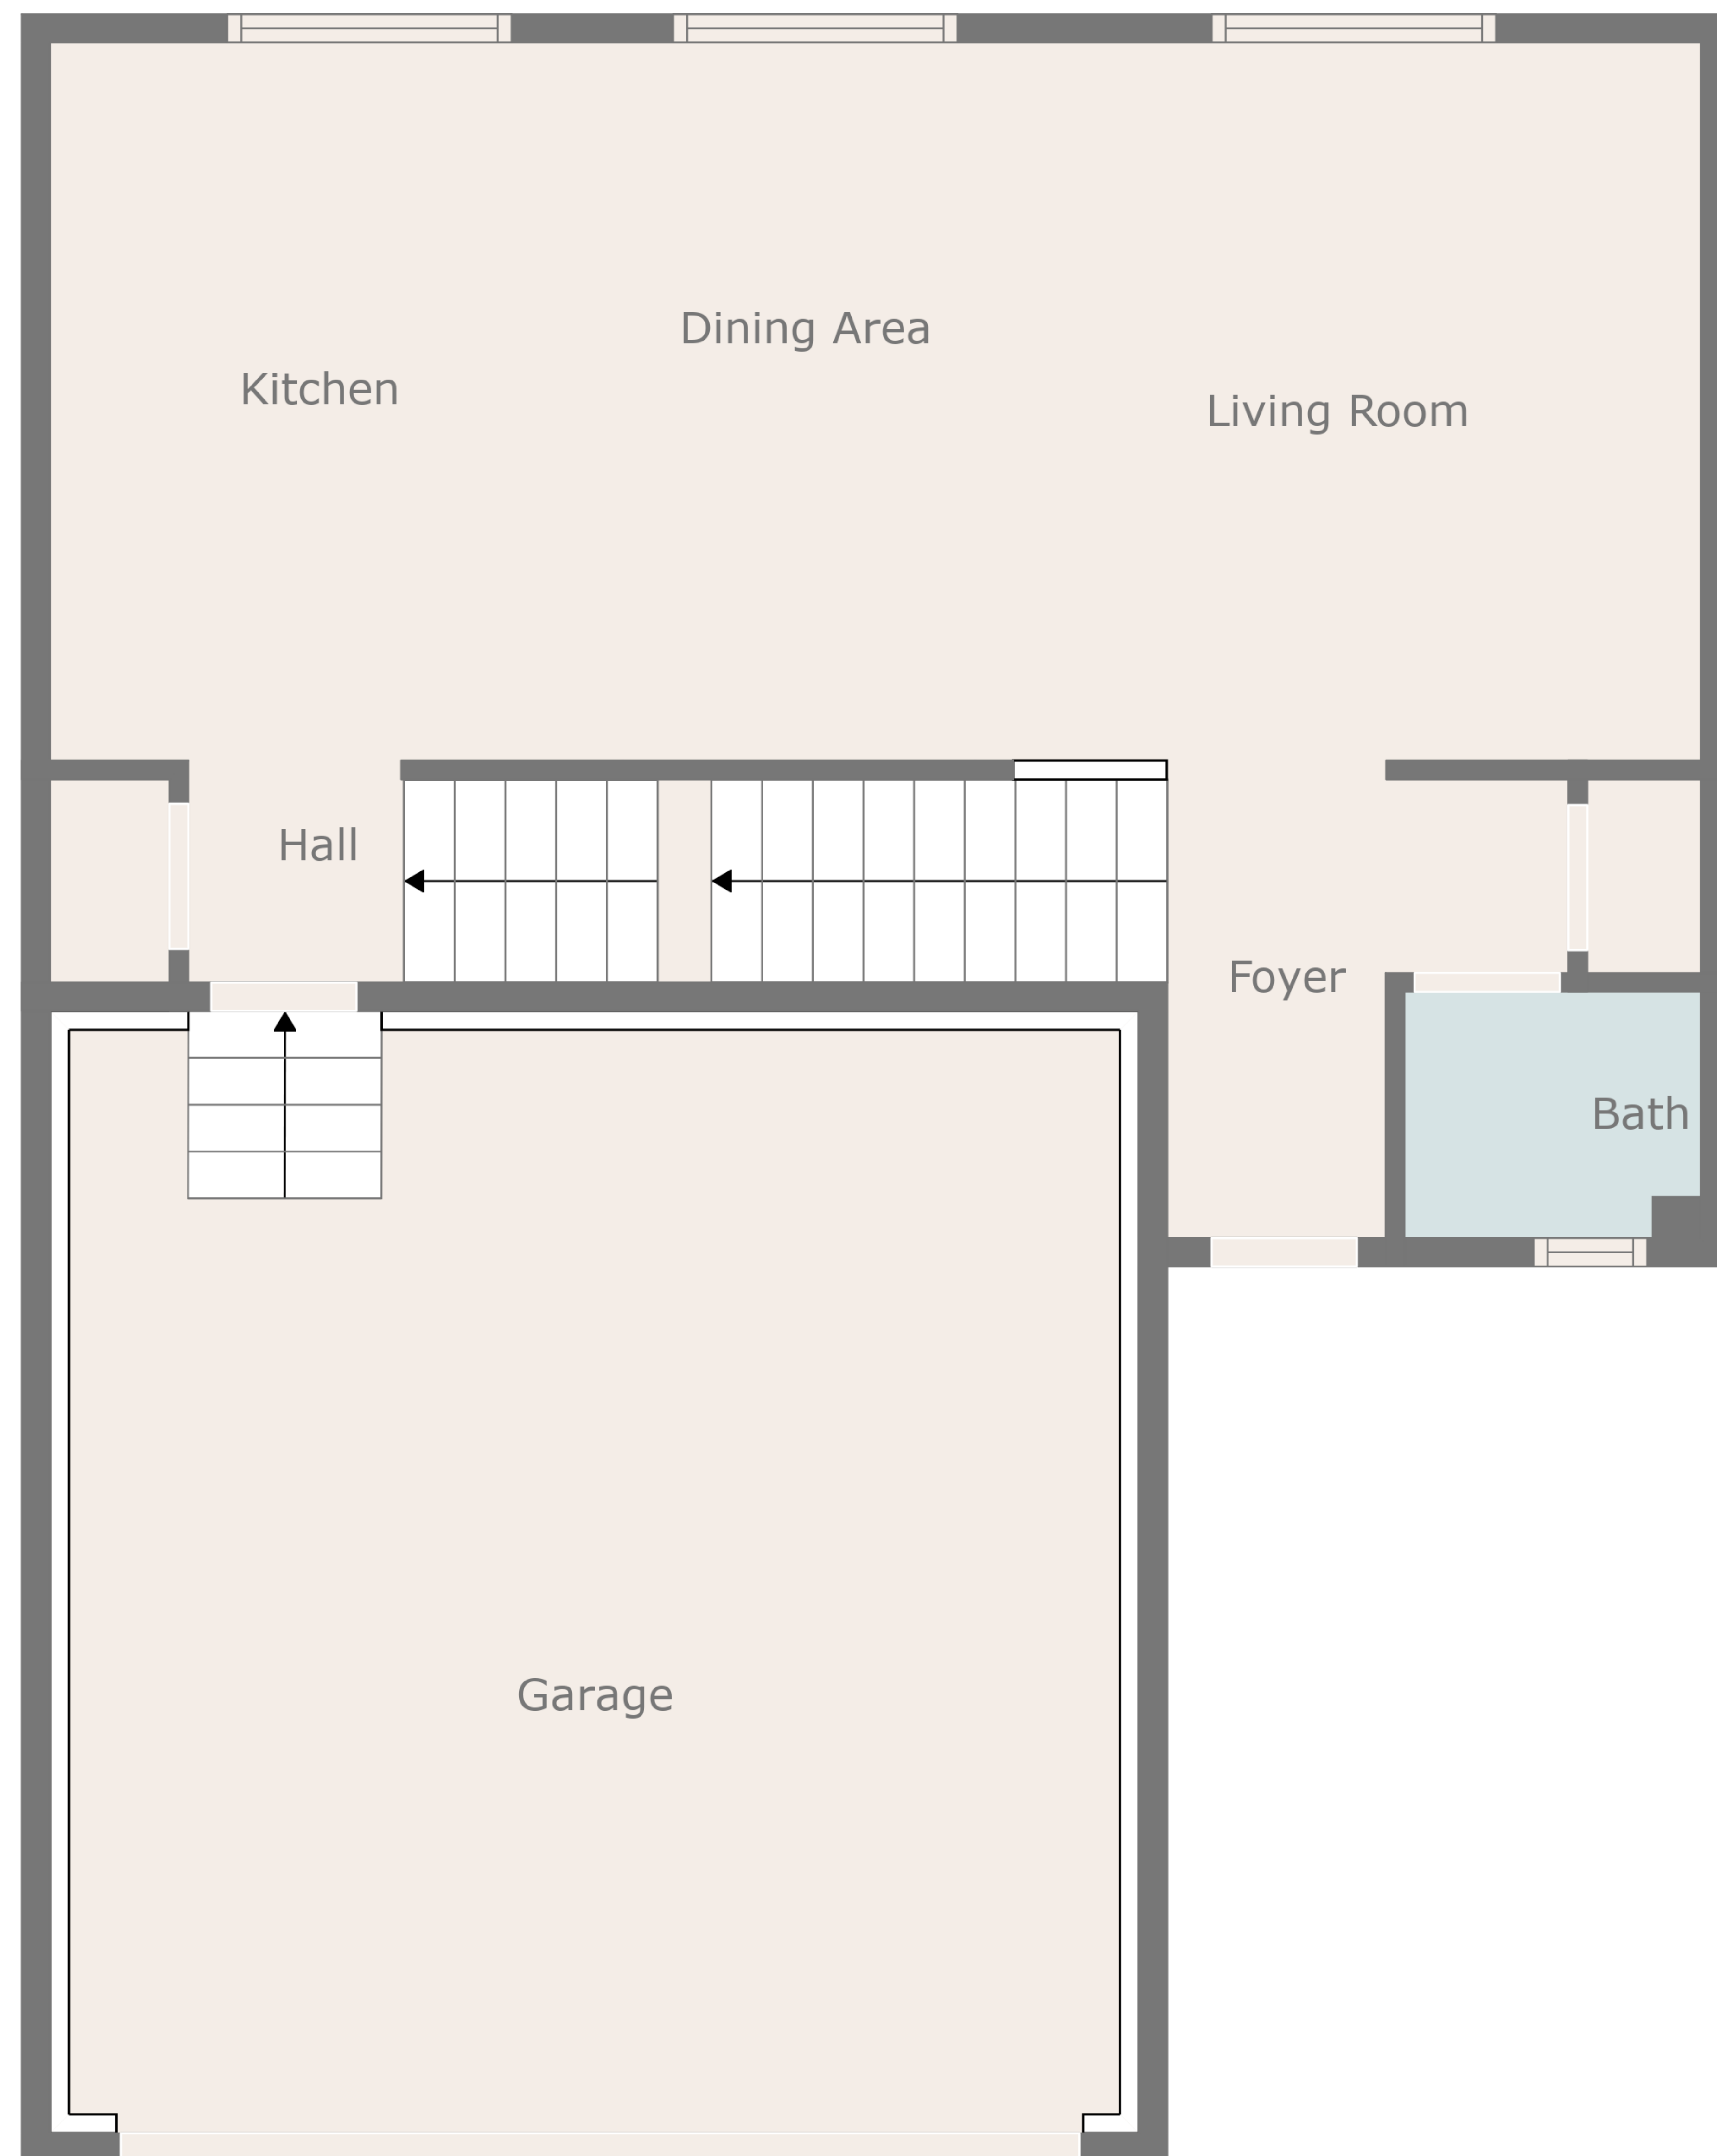 Dining Area
Kitchen
Living Room
Hall
Foyer
Bath
Garage